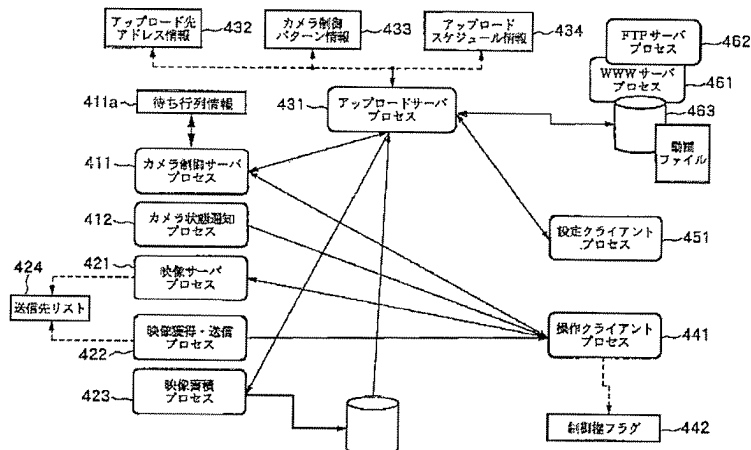 アップロード先
アドレス情報
432
カメラ制御
パターン情報
433
アップロード
スケジュール情報
434
FTPサーバ
プロセス
462
WWWサーバ
プロセス
461
463
動画
ファイル
411a
待ち行列情報
431
アップロードサーバ
プロセス
411
カメラ制御サーバ
プロセス
412
カメラ状態通知
プロセス
設定クライアント
プロセス
451
421
映像サーバ
プロセス
424
送信先リスト
映像獲得・送信
プロセス
422
操作クライアント
プロセス
441
423
映像蓄積
プロセス
制御権フラグ
442